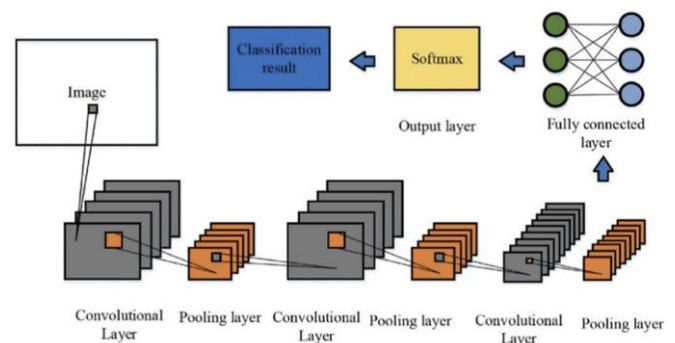 Image
Classification
result
Softmax
Output layer
Fully connected
layer
Convolutional
Layer
Pooling layer
Convolutional
Layer
Pooling layer
Convolutional
Layer
Pooling layer